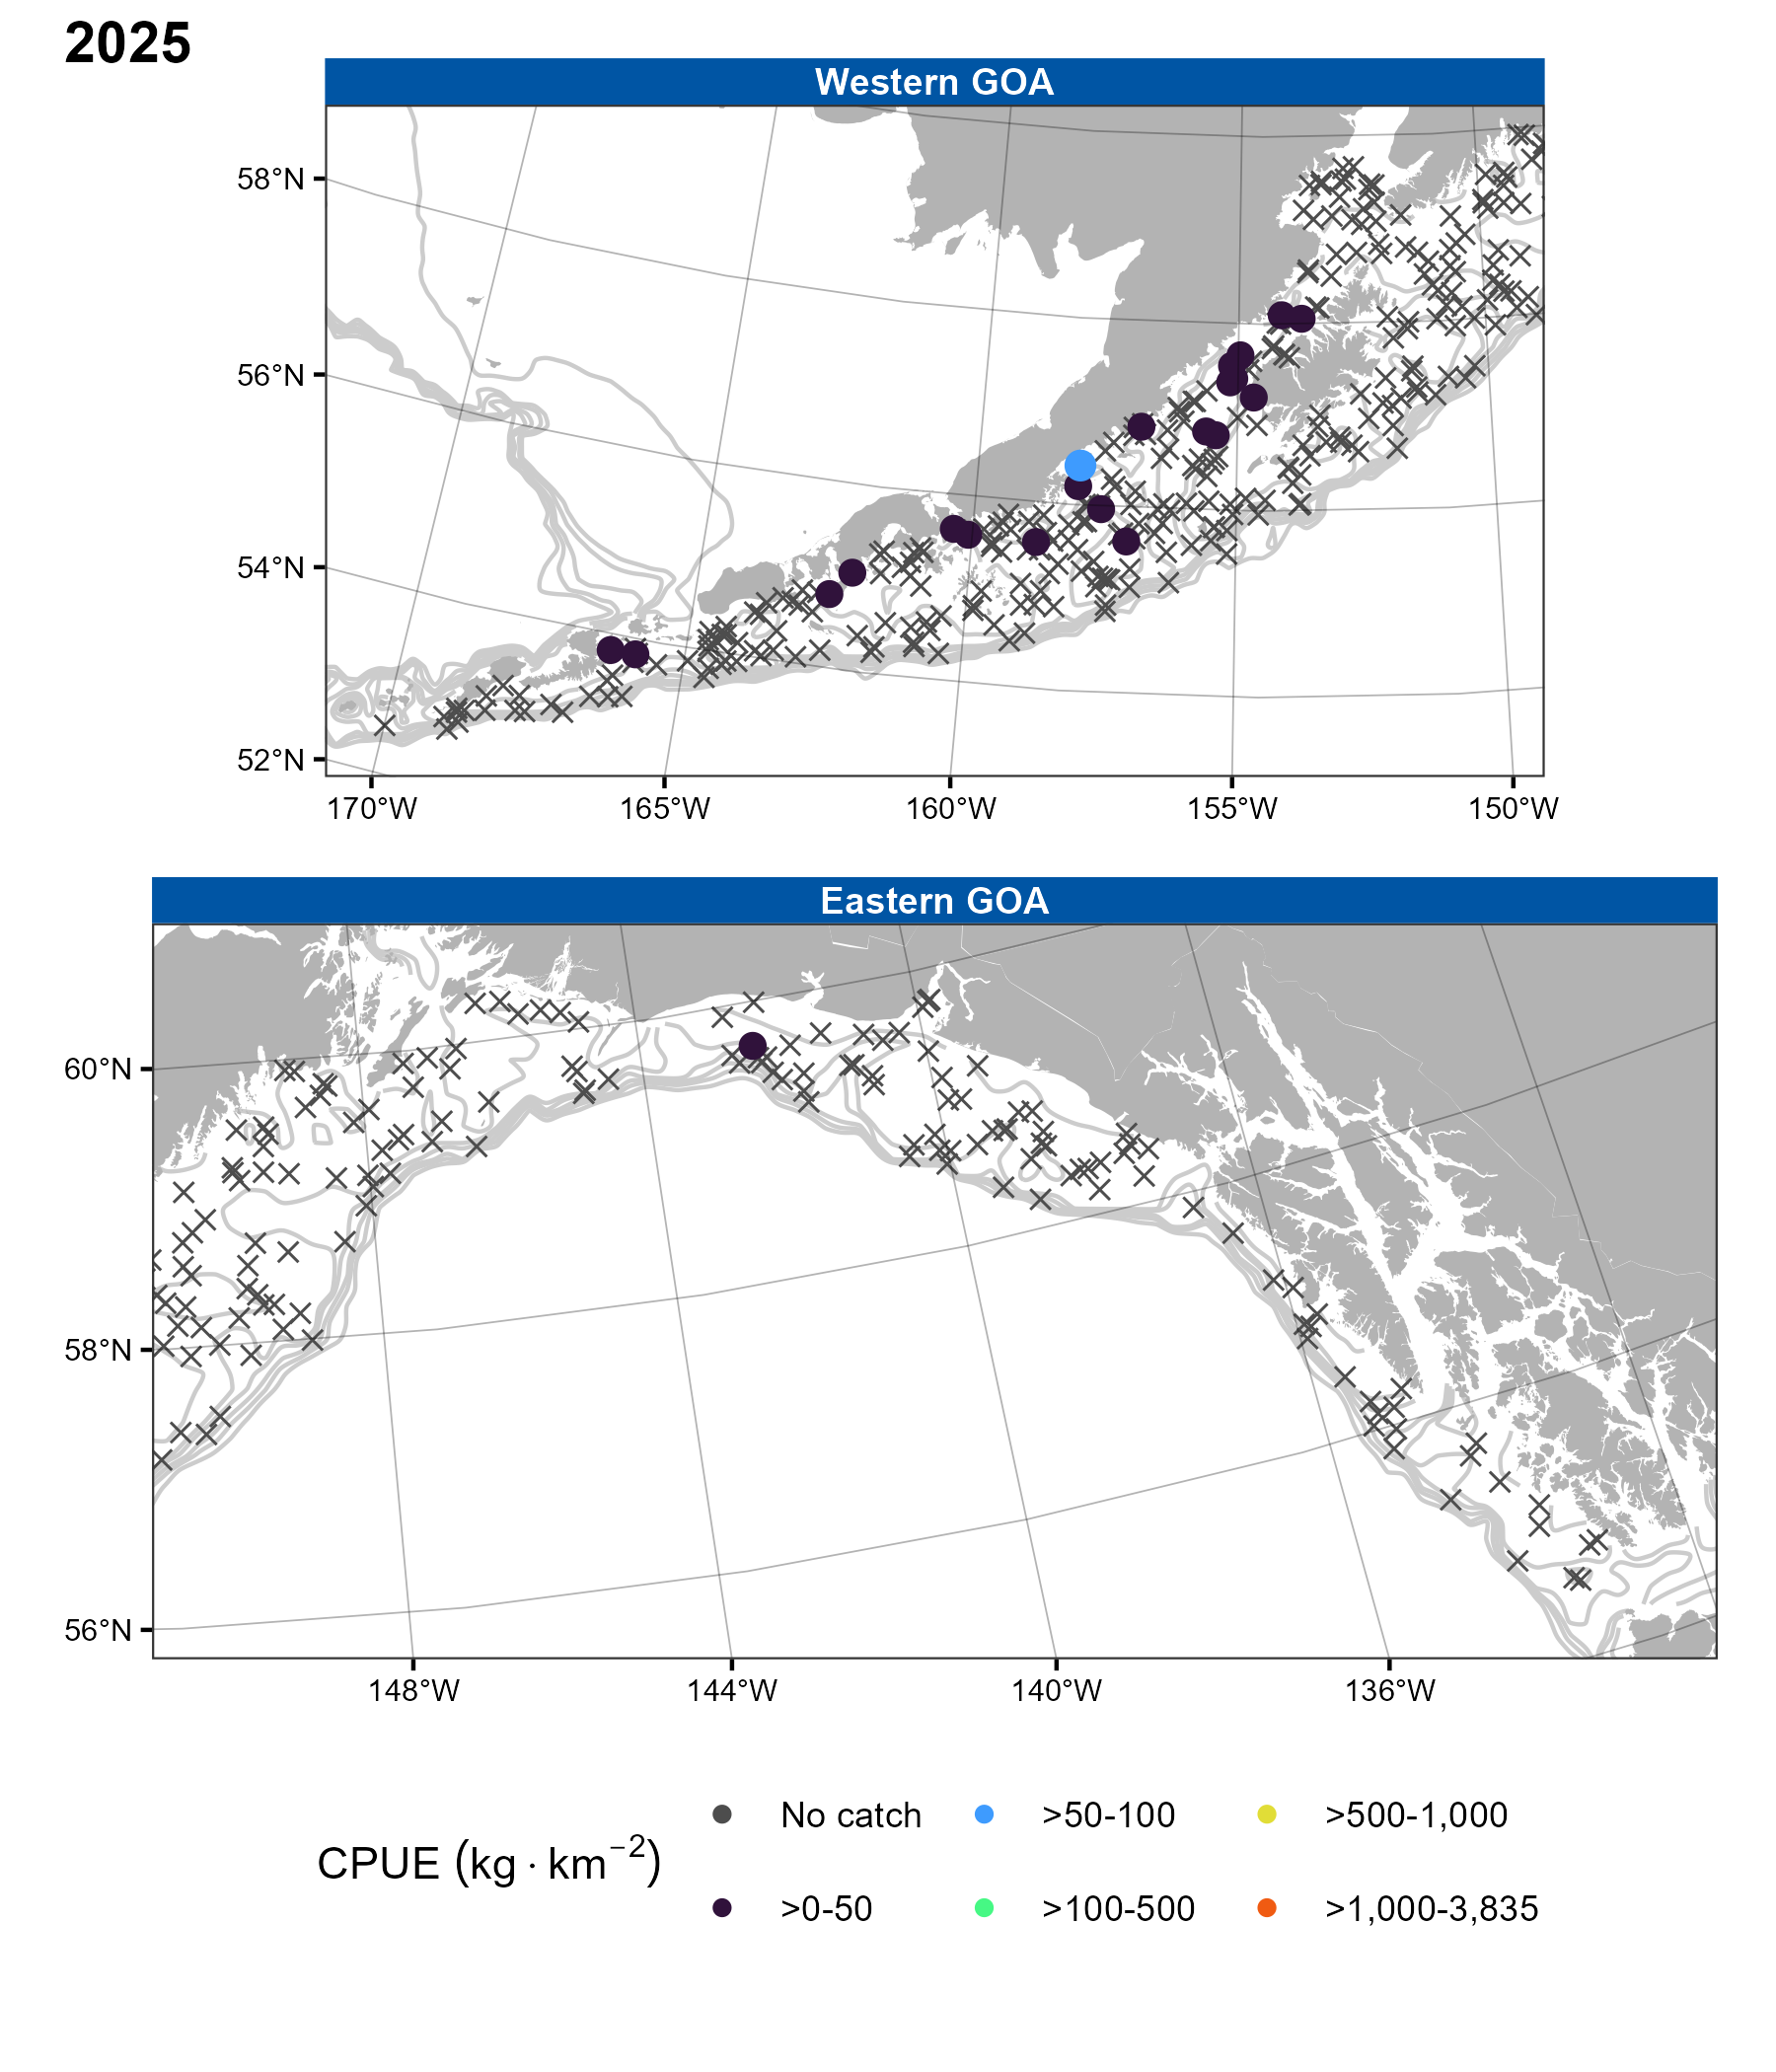 2025
Western GOA
58°N
56°N
54°N
52°N
170°W 165°W 160°W 155°W 150°W
Eastern GOA
60°N
58°N
56°N
148°W 144°W 140°W 136°W
CPUE (kg · km⁻²)
No catch >50-100 >500-1,000
>0-50 >100-500 >1,000-3,835